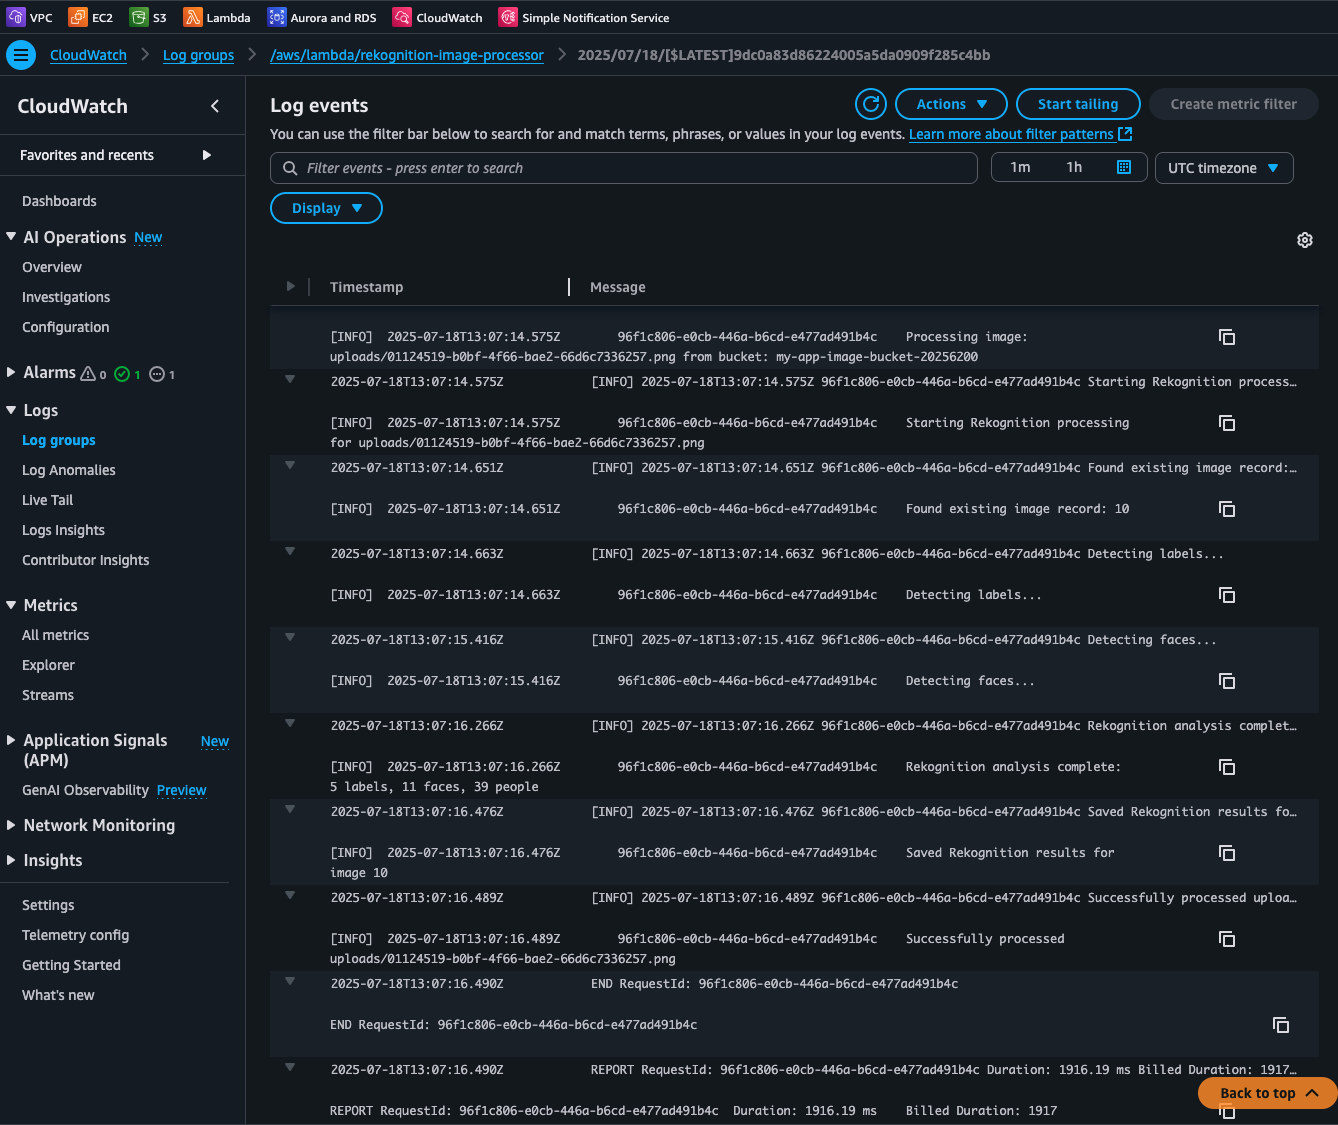 VPC EC2 S3 Lambda Aurora and RDS CloudWatch Simple Notification Service
CloudWatch Log groups /aws/lambda/rekognition-image-processor 2025/07/18/[$LATEST]9dc0a83d86224005a5da0909f285c4bb
CloudWatch
Favorites and recents
Dashboards
AI Operations New
Overview
Investigations
Configuration
Alarms 0 1 1
Logs
Log groups
Log Anomalies
Live Tail
Logs Insights
Contributor Insights
Metrics
All metrics
Explorer
Streams
Application Signals New
(APM)
GenAI Observability Preview
Network Monitoring
Insights
Settings
Telemetry config
Getting Started
What's new
Log events
Actions Start tailing Create metric filter
You can use the filter bar below to search for and match terms, phrases, or values in your log events. Learn more about filter patterns
Filter events - press enter to search 1m 1h UTC timezone
Display
Timestamp Message
[INFO] 2025-07-18T13:07:14.575Z 96f1c806-e0cb-446a-b6cd-e477ad491b4c Processing image:
uploads/01124519-b0bf-4f66-bae2-66d6c7336257.png from bucket: my-app-image-bucket-20256200
2025-07-18T13:07:14.575Z [INFO] 2025-07-18T13:07:14.575Z 96f1c806-e0cb-446a-b6cd-e477ad491b4c Starting Rekognition process…
[INFO] 2025-07-18T13:07:14.575Z 96f1c806-e0cb-446a-b6cd-e477ad491b4c Starting Rekognition processing
for uploads/01124519-b0bf-4f66-bae2-66d6c7336257.png
2025-07-18T13:07:14.651Z [INFO] 2025-07-18T13:07:14.651Z 96f1c806-e0cb-446a-b6cd-e477ad491b4c Found existing image record:…
[INFO] 2025-07-18T13:07:14.651Z 96f1c806-e0cb-446a-b6cd-e477ad491b4c Found existing image record: 10
2025-07-18T13:07:14.663Z [INFO] 2025-07-18T13:07:14.663Z 96f1c806-e0cb-446a-b6cd-e477ad491b4c Detecting labels...
[INFO] 2025-07-18T13:07:14.663Z 96f1c806-e0cb-446a-b6cd-e477ad491b4c Detecting labels...
2025-07-18T13:07:15.416Z [INFO] 2025-07-18T13:07:15.416Z 96f1c806-e0cb-446a-b6cd-e477ad491b4c Detecting faces...
[INFO] 2025-07-18T13:07:15.416Z 96f1c806-e0cb-446a-b6cd-e477ad491b4c Detecting faces...
2025-07-18T13:07:16.266Z [INFO] 2025-07-18T13:07:16.266Z 96f1c806-e0cb-446a-b6cd-e477ad491b4c Rekognition analysis complet…
[INFO] 2025-07-18T13:07:16.266Z 96f1c806-e0cb-446a-b6cd-e477ad491b4c Rekognition analysis complete:
5 labels, 11 faces, 39 people
2025-07-18T13:07:16.476Z [INFO] 2025-07-18T13:07:16.476Z 96f1c806-e0cb-446a-b6cd-e477ad491b4c Saved Rekognition results fo…
[INFO] 2025-07-18T13:07:16.476Z 96f1c806-e0cb-446a-b6cd-e477ad491b4c Saved Rekognition results for
image 10
2025-07-18T13:07:16.489Z [INFO] 2025-07-18T13:07:16.489Z 96f1c806-e0cb-446a-b6cd-e477ad491b4c Successfully processed uploa…
[INFO] 2025-07-18T13:07:16.489Z 96f1c806-e0cb-446a-b6cd-e477ad491b4c Successfully processed
uploads/01124519-b0bf-4f66-bae2-66d6c7336257.png
2025-07-18T13:07:16.490Z END RequestId: 96f1c806-e0cb-446a-b6cd-e477ad491b4c
END RequestId: 96f1c806-e0cb-446a-b6cd-e477ad491b4c
2025-07-18T13:07:16.490Z REPORT RequestId: 96f1c806-e0cb-446a-b6cd-e477ad491b4c Duration: 1916.19 ms Billed Duration: 1917…
Back to top
REPORT RequestId: 96f1c806-e0cb-446a-b6cd-e477ad491b4c Duration: 1916.19 ms Billed Duration: 1917